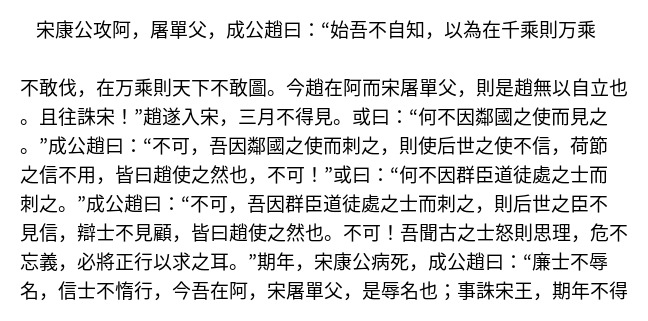 宋康公攻阿，屠單父，成公趙曰：“始吾不自知，以為在千乘則万乘
不敢伐，在万乘則天下不敢圖。今趙在阿而宋屠單父，則是趙無以自立也
。且往誅宋！”趙遂入宋，三月不得見。或曰：“何不因鄰國之使而見之
。”成公趙曰：“不可，吾因鄰國之使而刺之，則使后世之使不信，荷節
之信不用，皆曰趙使之然也，不可！”或曰：“何不因群臣道徒處之士而
刺之。”成公趙曰：“不可，吾因群臣道徒處之士而刺之，則后世之臣不
見信，辯士不見顧，皆曰趙使之然也。不可！吾聞古之士怒則思理，危不
忘義，必將正行以求之耳。”期年，宋康公病死，成公趙曰：“廉士不辱
名，信士不惰行，今吾在阿，宋屠單父，是辱名也；事誅宋王，期年不得